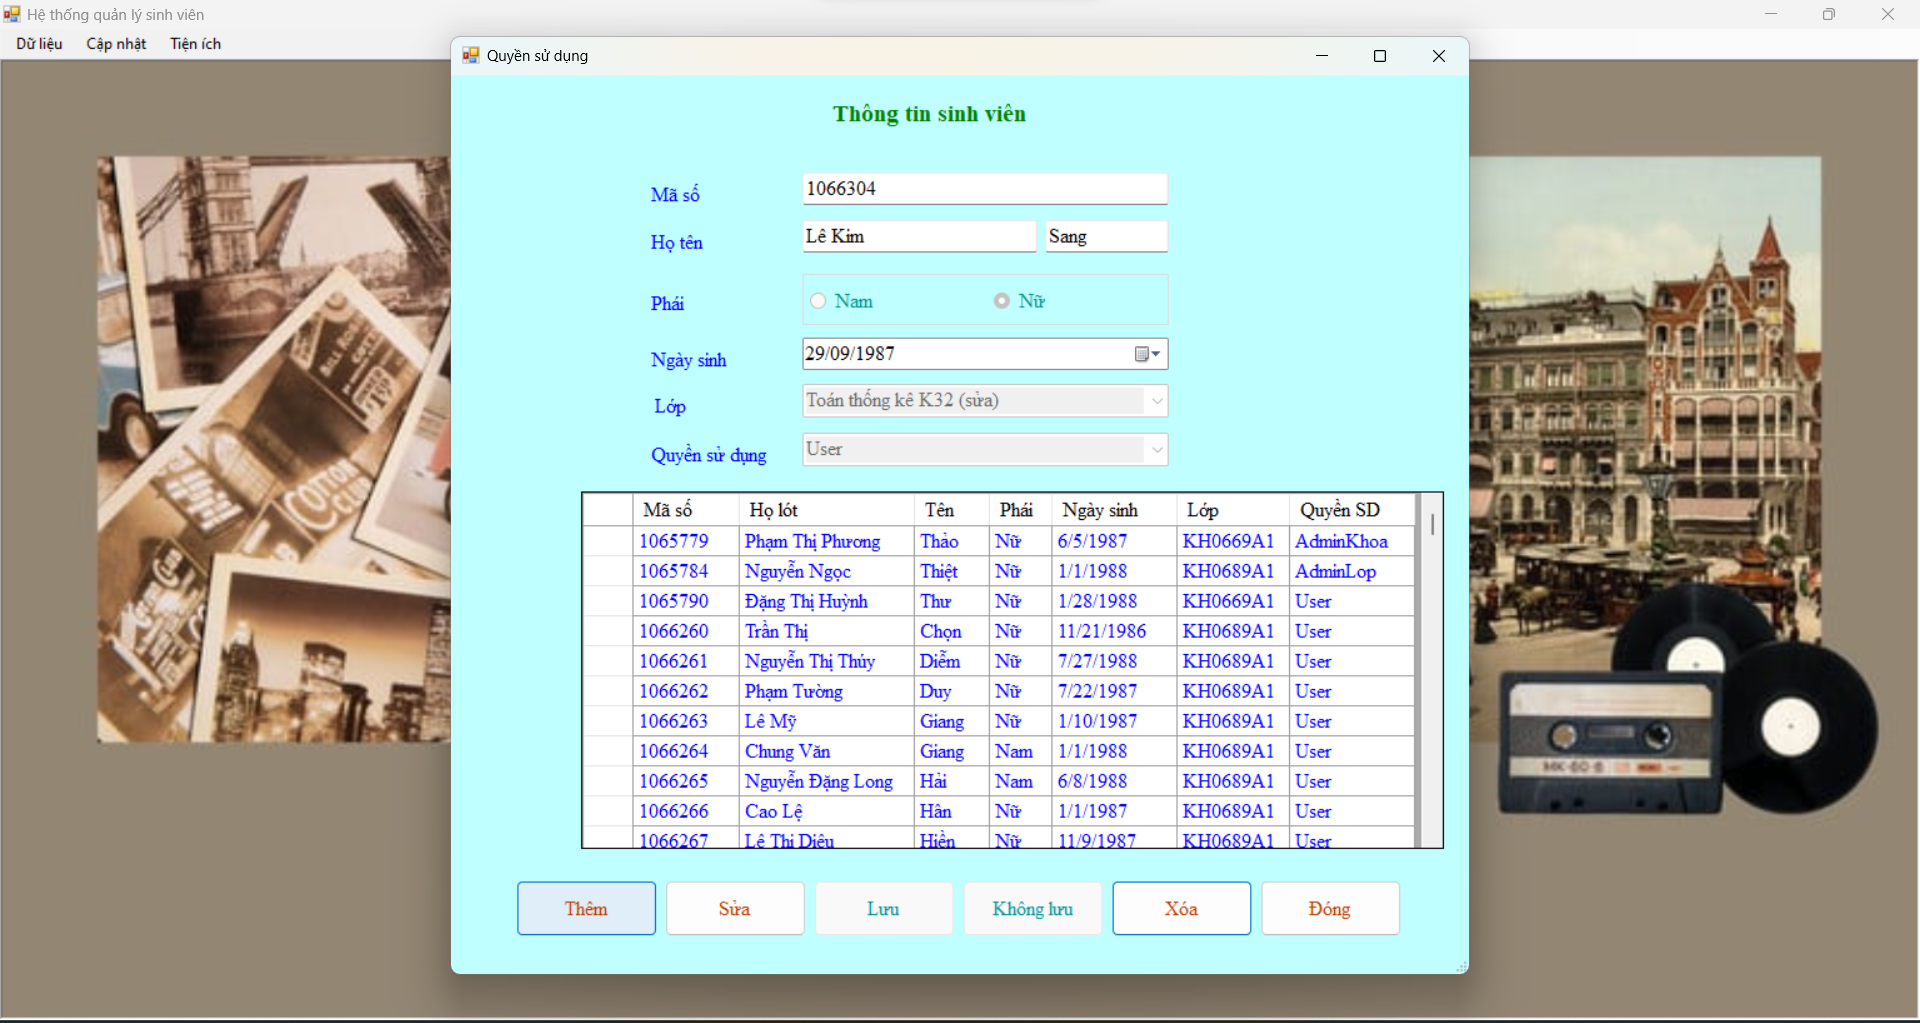 Hệ thống quản lý sinh viên
Dữ liệu Cập nhật Tiện ích
Quyền sử dụng
Thông tin sinh viên
Mã số 1066304
Họ tên Lê Kim Sang
Phái Nam Nữ
Ngày sinh 29/09/1987
Lớp Toán thống kê K32 (sửa)
Quyền sử dụng User
Mã số Họ lót Tên Phái Ngày sinh Lớp Quyền SD
1065779 Phạm Thị Phương Thảo Nữ 6/5/1987 KH0669A1 AdminKhoa
1065784 Nguyễn Ngọc Thiệt Nữ 1/1/1988 KH0689A1 AdminLop
1065790 Đặng Thị Huỳnh Thư Nữ 1/28/1988 KH0669A1 User
1066260 Trần Thị Chọn Nữ 11/21/1986 KH0689A1 User
1066261 Nguyễn Thị Thúy Diễm Nữ 7/27/1988 KH0689A1 User
1066262 Phạm Tường Duy Nữ 7/22/1987 KH0689A1 User
1066263 Lê Mỹ Giang Nữ 1/10/1987 KH0689A1 User
1066264 Chung Văn Giang Nam 1/1/1988 KH0689A1 User
1066265 Nguyễn Đặng Long Hải Nam 6/8/1988 KH0689A1 User
1066266 Cao Lệ Hân Nữ 1/1/1987 KH0689A1 User
1066267 Lê Thị Diệu Hiền Nữ 11/9/1987 KH0689A1 User
Thêm Sửa Lưu Không lưu Xóa Đóng
COTTON
CLUB